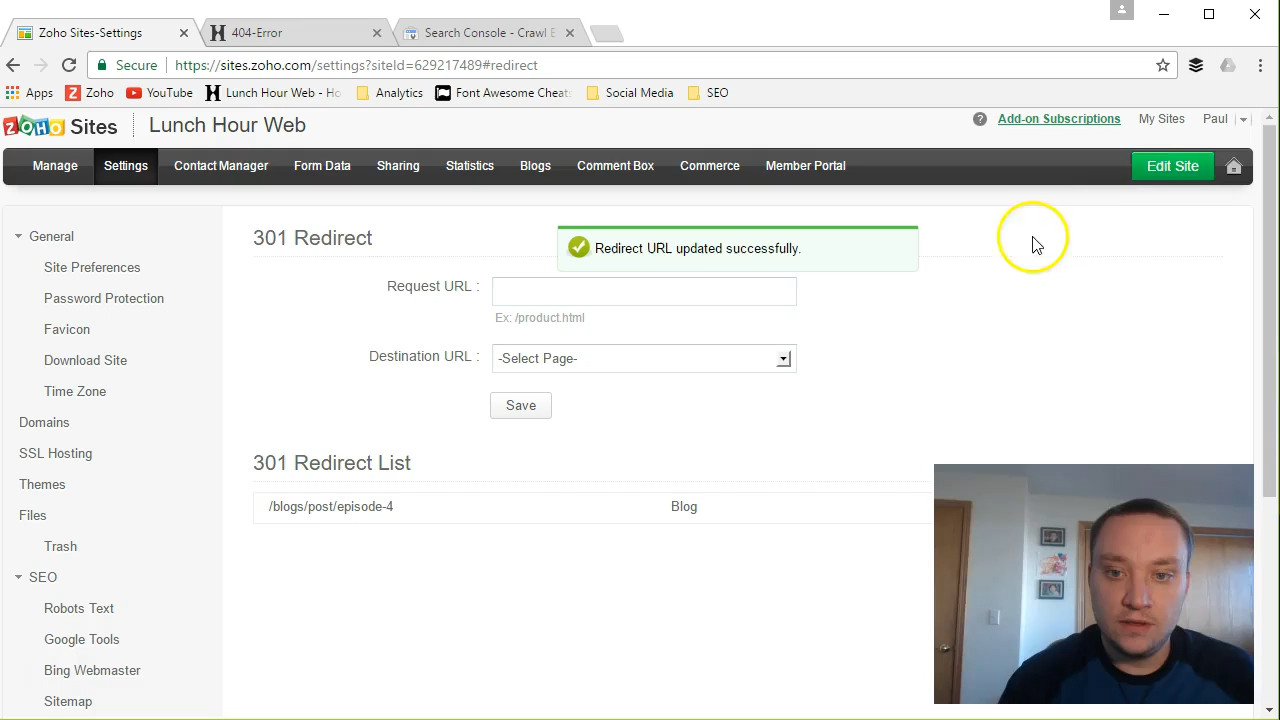 Zoho Sites-Settings
404-Error
Search Console - Crawl E
Secure
https://sites.zoho.com/settings?siteId=629217489#redirect
Apps
Zoho
YouTube
Lunch Hour Web - Ho
Analytics
Font Awesome Cheat
Social Media
SEO
ZOHO Sites
Lunch Hour Web
? Add-on Subscriptions
My Sites
Paul
Manage
Settings
Contact Manager
Form Data
Sharing
Statistics
Blogs
Comment Box
Commerce
Member Portal
Edit Site
General
Site Preferences
Password Protection
Favicon
Download Site
Time Zone
Domains
SSL Hosting
Themes
Files
Trash
SEO
Robots Text
Google Tools
Bing Webmaster
Sitemap
301 Redirect
Redirect URL updated successfully.
Request URL :
Ex: /product.html
Destination URL :
-Select Page-
Save
301 Redirect List
/blogs/post/episode-4
Blog